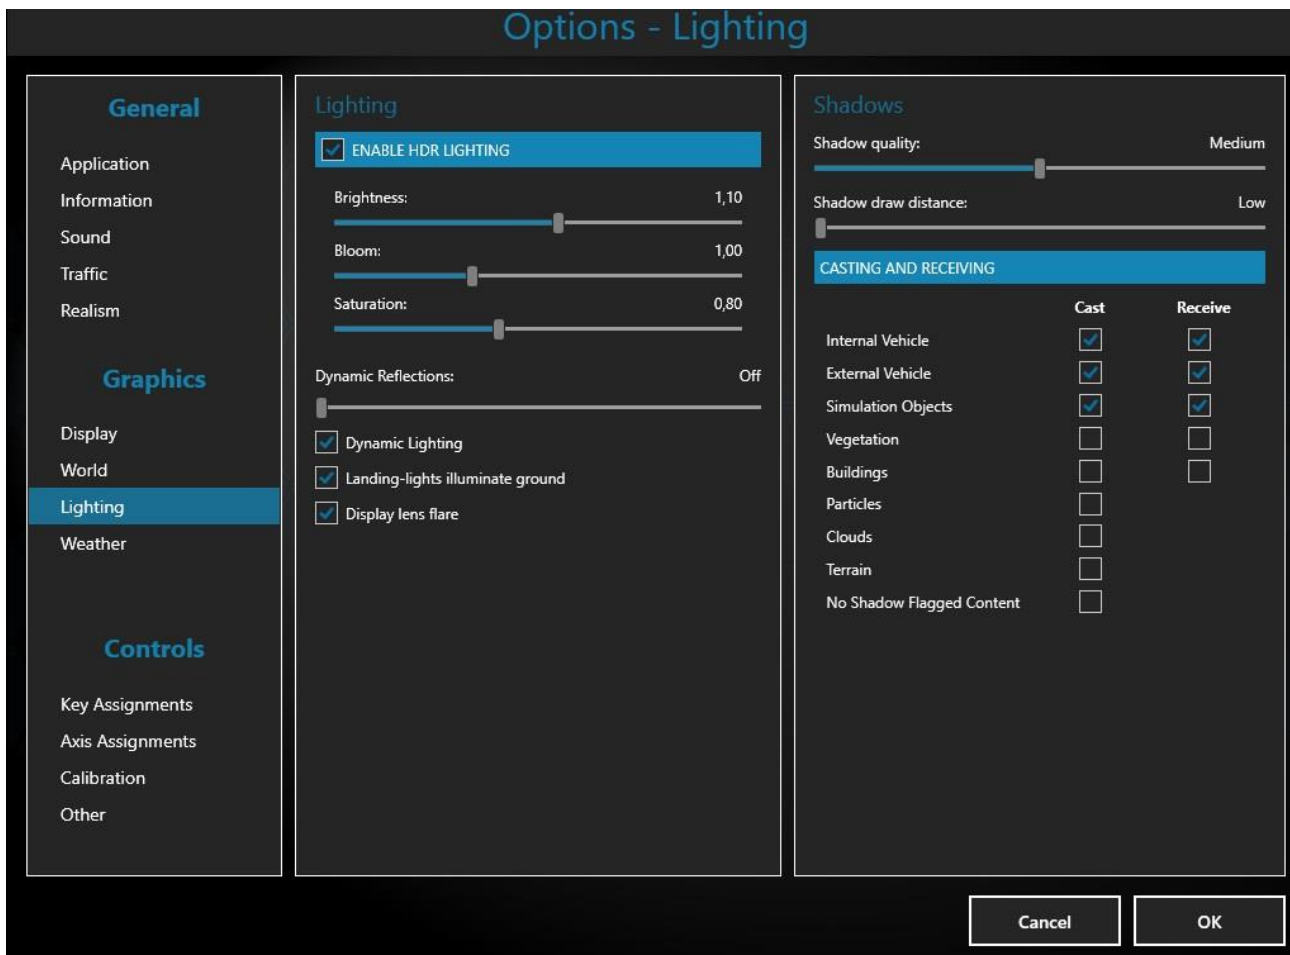 Options - Lighting
General
Application
Information
Sound
Traffic
Realism
Graphics
Display
World
Lighting
Weather
Controls
Key Assignments
Axis Assignments
Calibration
Other
Lighting
ENABLE HDR LIGHTING
Brightness: 1,10
Bloom: 1,00
Saturation: 0,80
Dynamic Reflections: Off
Dynamic Lighting
Landing-lights illuminate ground
Display lens flare
Shadows
Shadow quality: Medium
Shadow draw distance: Low
CASTING AND RECEIVING
Cast Receive
Internal Vehicle
External Vehicle
Simulation Objects
Vegetation
Buildings
Particles
Clouds
Terrain
No Shadow Flagged Content
Cancel OK